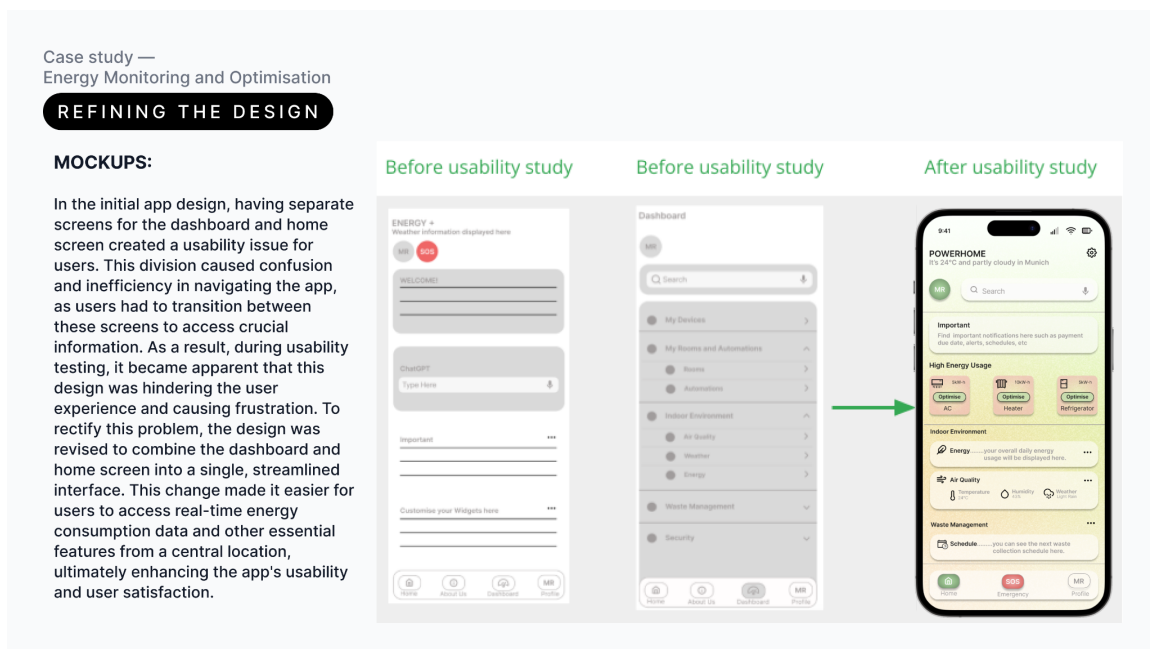 Case study —
Energy Monitoring and Optimisation
REFINING THE DESIGN
MOCKUPS:
In the initial app design, having separate
screens for the dashboard and home
screen created a usability issue for
users. This division caused confusion
and inefficiency in navigating the app,
as users had to transition between
these screens to access crucial
information. As a result, during usability
testing, it became apparent that this
design was hindering the user
experience and causing frustration. To
rectify this problem, the design was
revised to combine the dashboard and
home screen into a single, streamlined
interface. This change made it easier for
users to access real-time energy
consumption data and other essential
features from a central location,
ultimately enhancing the app's usability
and user satisfaction.
Before usability study
ENERGY +
Weather information displayed here
MR SOS
WELCOME!
ChatGPT
Type Here
Important
Customise your Widgets here
Home About Us Dashboard MR Profile
Before usability study
Dashboard
MR
Search
My Devices
My Rooms and Automations
Rooms
Automations
Indoor Environment
Air Quality
Weather
Energy
Waste Management
Security
Home About Us Dashboard MR Profile
After usability study
9:41
POWERHOME
It's 24°C and partly cloudy in Munich
MR Search
Important
Find important notifications here such as payment
due date, alerts, schedules, etc
High Energy Usage
5kW-h 10kW-h 5kW-h
Optimise Optimise Optimise
AC Heater Refrigerator
Indoor Environment
Energy ......your overall daily energy
usage will be displayed here.
Air Quality
Temperature Humidity Weather
Waste Management
Schedule......you can see the next waste
collection schedule here.
SOS MR
Home Emergency Profile